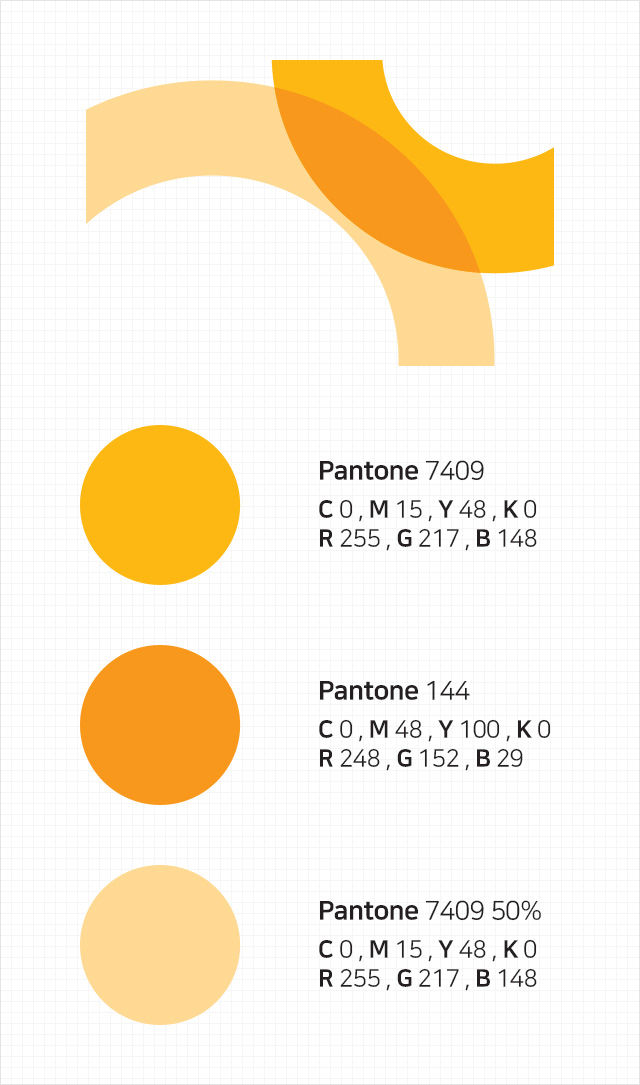 Pantone 7409
C 0 , M 15 , Y 48 , K 0
R 255 , G 217 , B 148
Pantone 144
C 0 , M 48 , Y 100 , K 0
R 248 , G 152 , B 29
Pantone 7409 50%
C 0 , M 15 , Y 48 , K 0
R 255 , G 217 , B 148